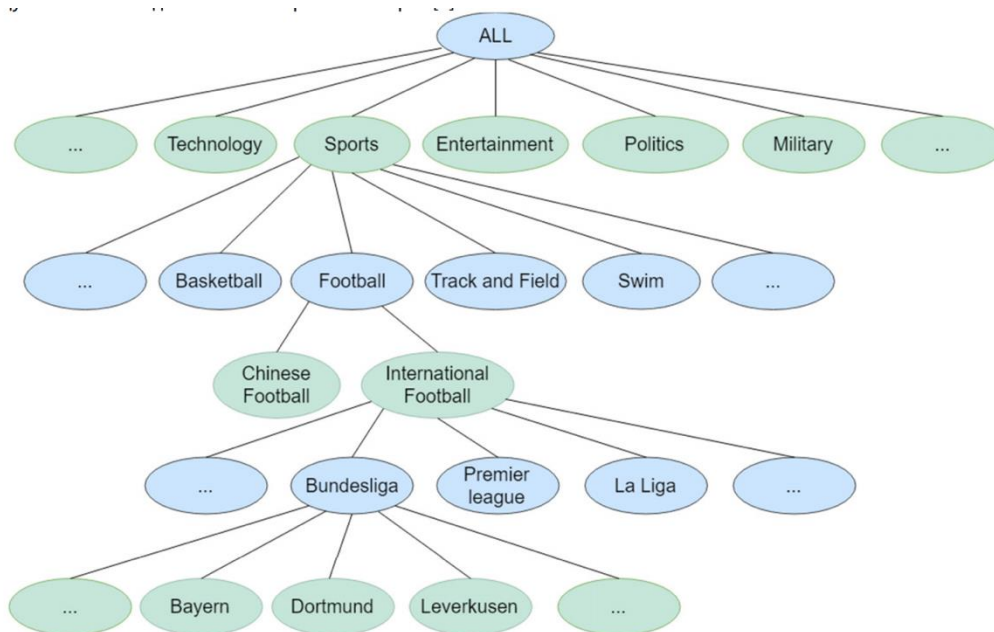 ALL
...
Technology
Sports
Entertainment
Politics
Military
...
...
Basketball
Football
Track and Field
Swim
...
Chinese
Football
International
Football
...
Bundesliga
Premier
league
La Liga
...
...
Bayern
Dortmund
Leverkusen
...